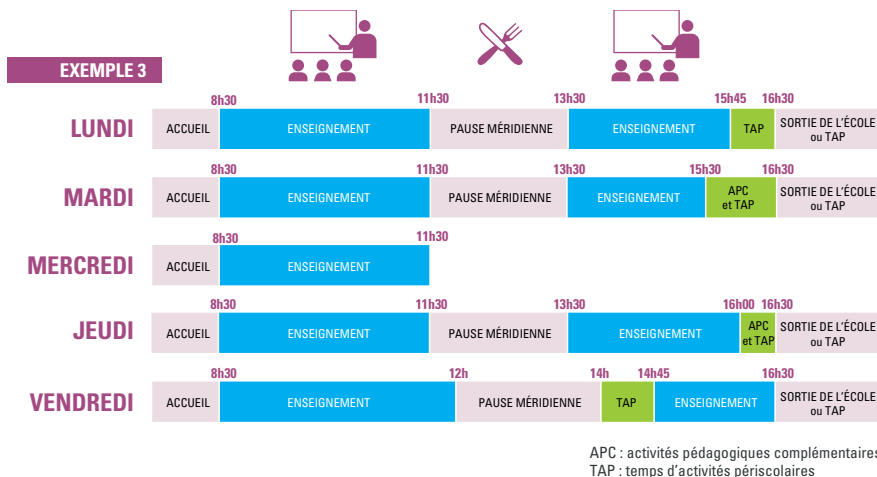 EXEMPLE 3
8h30 11h30 13h30 15h45 16h30
LUNDI ACCUEIL ENSEIGNEMENT PAUSE MÉRIDIENNE ENSEIGNEMENT TAP SORTIE DE L'ÉCOLE
ou TAP
8h30 11h30 13h30 15h30 16h30
MARDI ACCUEIL ENSEIGNEMENT PAUSE MÉRIDIENNE ENSEIGNEMENT APC
et TAP SORTIE DE L'ÉCOLE
ou TAP
8h30 11h30
MERCREDI ACCUEIL ENSEIGNEMENT
8h30 11h30 13h30 16h00 16h30
JEUDI ACCUEIL ENSEIGNEMENT PAUSE MÉRIDIENNE ENSEIGNEMENT APC
et TAP SORTIE DE L'ÉCOLE
ou TAP
8h30 12h 14h 14h45 16h30
VENDREDI ACCUEIL ENSEIGNEMENT PAUSE MÉRIDIENNE TAP ENSEIGNEMENT SORTIE DE L'ÉCOLE
ou TAP
APC : activités pédagogiques complémentaires
TAP : temps d'activités périscolaires